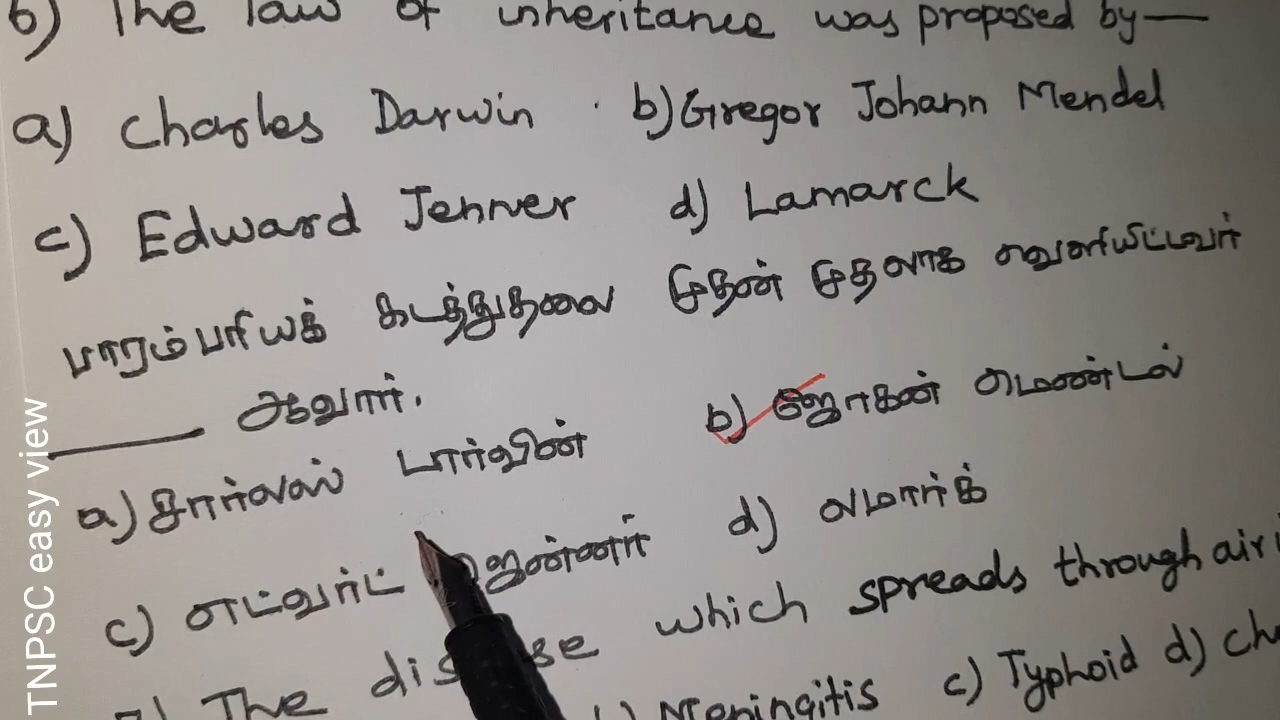 6) The law of inheritance was proposed by —
a) Charles Darwin b) Gregor Johann Mendel
c) Edward Jenner d) Lamarck
பாரம்பரியக் கடத்துதலை முதன் முதலாக வெளியிட்டவர்
______ ஆவார்.
a) சார்லஸ் டார்வின் b) ஜோகன் மெண்டல்
c) எட்வர்ட் ஜென்னர் d) லமார்க்
7) The which spreads through air
Meningitis c) Typhoid d)
TNPSC easy view